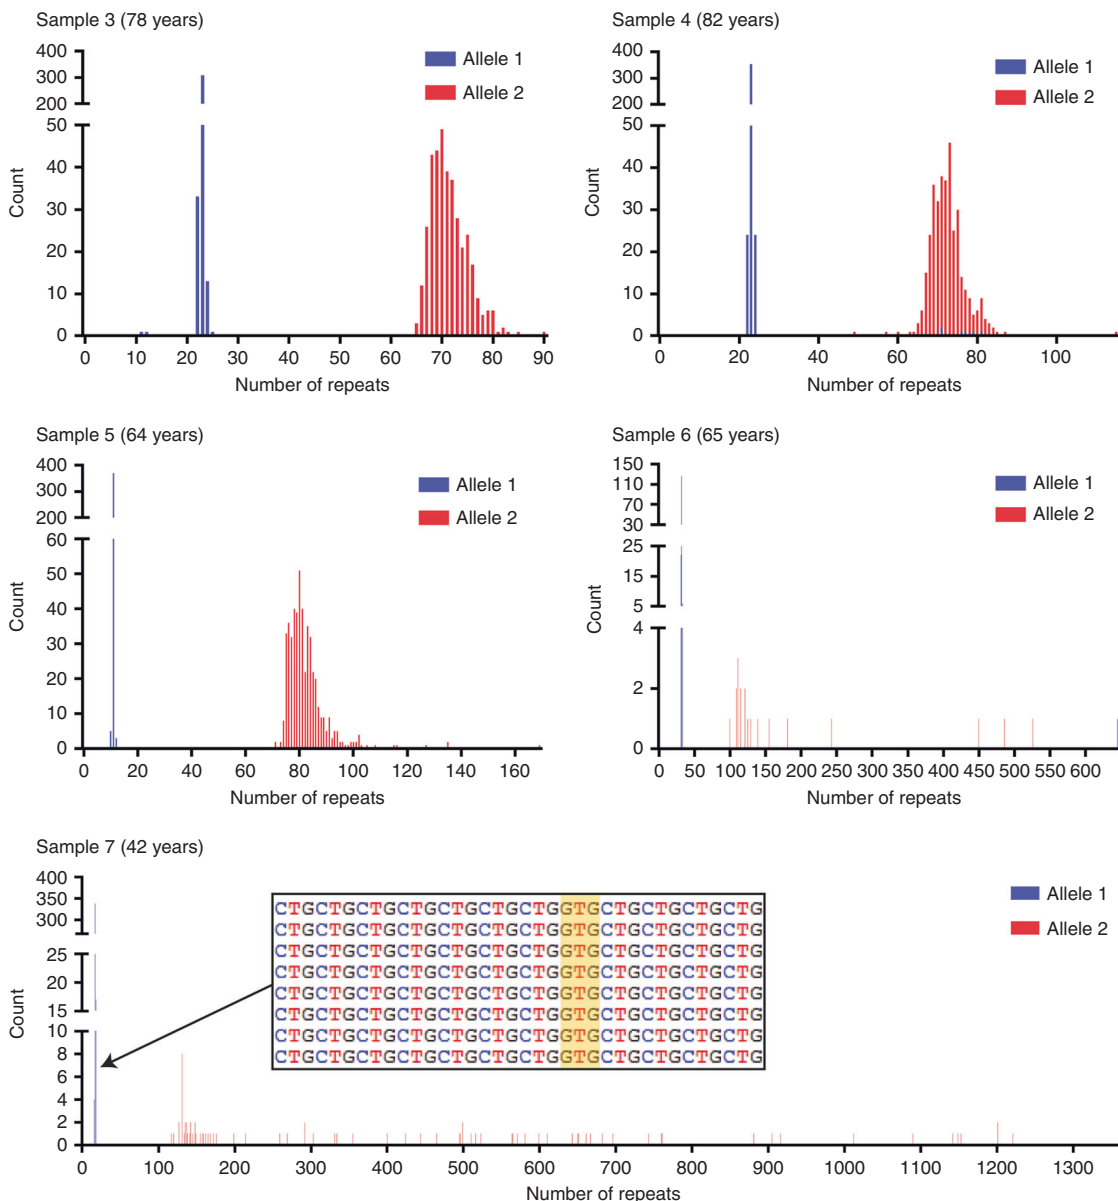 Sample 3 (78 years)
400
300
200
50
40
30
20
10
0
Count
0 10 20 30 40 50 60 70 80 90
Number of repeats
Allele 1
Allele 2
Sample 4 (82 years)
400
300
200
50
40
30
20
10
0
Count
0 20 40 60 80 100
Number of repeats
Allele 1
Allele 2
Sample 5 (64 years)
400
300
200
60
50
40
30
20
10
0
Count
0 20 40 60 80 100 120 140 160
Number of repeats
Allele 1
Allele 2
Sample 6 (65 years)
150
110
70
30
25
15
5
4
2
0
Count
0 50 100 150 200 250 300 350 400 450 500 550 600
Number of repeats
Allele 1
Allele 2
Sample 7 (42 years)
400
350
300
25
20
15
10
8
6
4
2
0
Count
CTGCTGCTGCTGCTGCTGCTGGTGCTGCTGCTGCTG
CTGCTGCTGCTGCTGCTGCTGGTGCTGCTGCTGCTG
CTGCTGCTGCTGCTGCTGCTGGTGCTGCTGCTGCTG
CTGCTGCTGCTGCTGCTGCTGGTGCTGCTGCTGCTG
CTGCTGCTGCTGCTGCTGCTGGTGCTGCTGCTGCTG
CTGCTGCTGCTGCTGCTGCTGGTGCTGCTGCTGCTG
CTGCTGCTGCTGCTGCTGCTGGTGCTGCTGCTGCTG
CTGCTGCTGCTGCTGCTGCTGGTGCTGCTGCTGCTG
Allele 1
Allele 2
0 100 200 300 400 500 600 700 800 900 1000 1100 1200 1300
Number of repeats